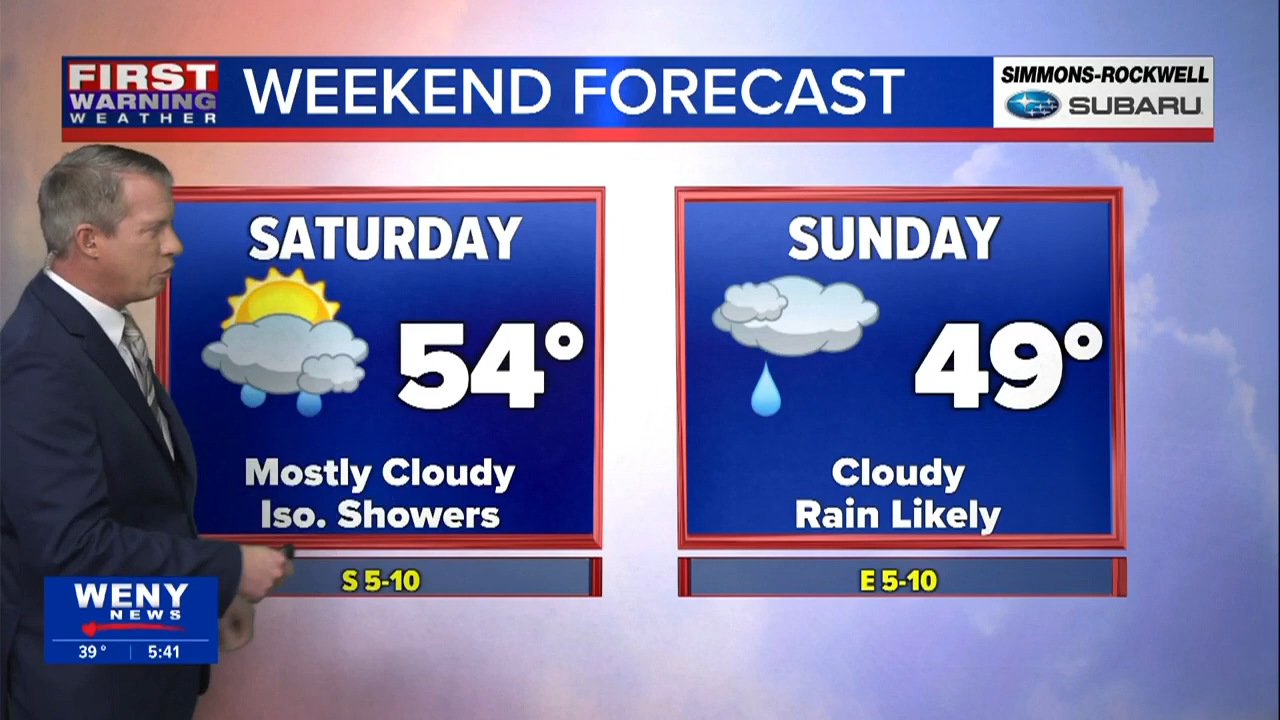 FIRST
WARNING
WEATHER
WEEKEND FORECAST
SIMMONS-ROCKWELL
SUBARU
SATURDAY
54°
Mostly Cloudy
Iso. Showers
S 5-10
SUNDAY
49°
Cloudy
Rain Likely
E 5-10
WENY
NEWS
39° | 5:41